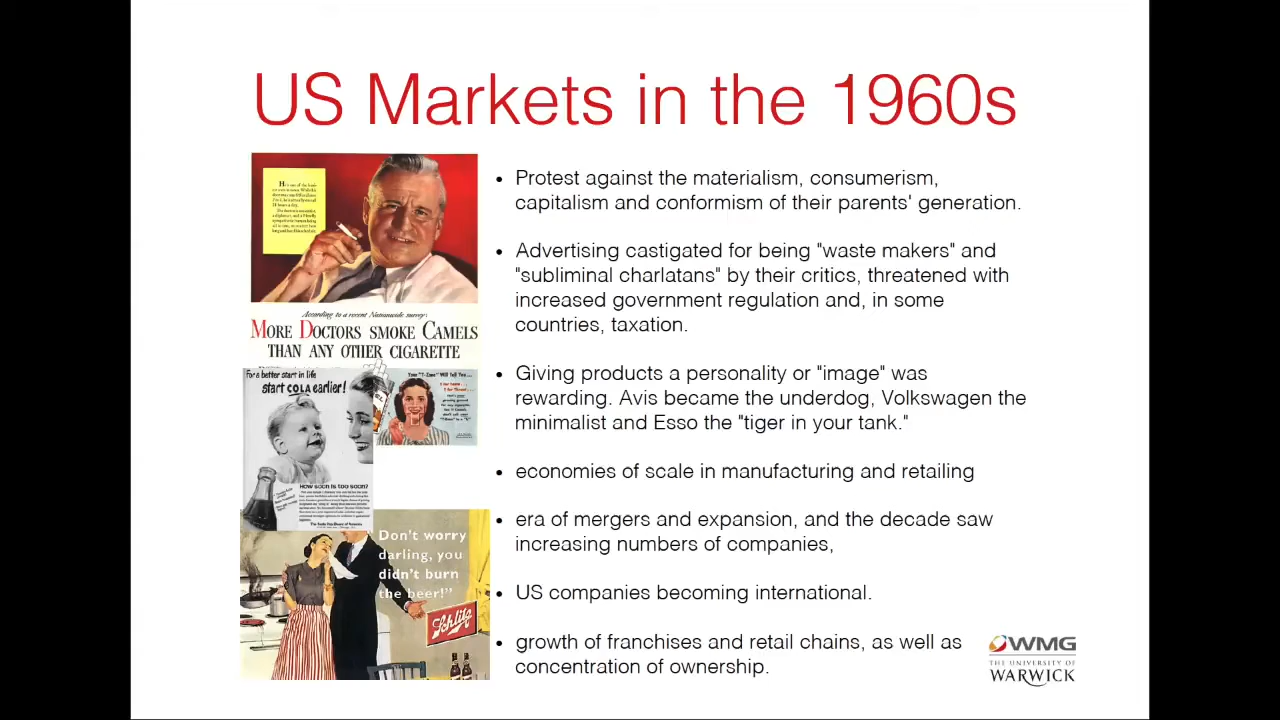 US Markets in the 1960s
According to a recent Nationwide survey:
MORE DOCTORS SMOKE CAMELS
THAN ANY OTHER CIGARETTE
For a better start in life
start COLA earlier!
Your "T-Zone" Will Tell You...
HOW SOON IS TOO SOON?
Don't worry
darling, you
didn't burn
the beer!"
Schlitz
• Protest against the materialism, consumerism,
capitalism and conformism of their parents' generation.
• Advertising castigated for being "waste makers" and
"subliminal charlatans" by their critics, threatened with
increased government regulation and, in some
countries, taxation.
• Giving products a personality or "image" was
rewarding. Avis became the underdog, Volkswagen the
minimalist and Esso the "tiger in your tank."
• economies of scale in manufacturing and retailing
• era of mergers and expansion, and the decade saw
increasing numbers of companies,
• US companies becoming international.
• growth of franchises and retail chains, as well as
concentration of ownership.
WMG
THE UNIVERSITY OF
WARWICK